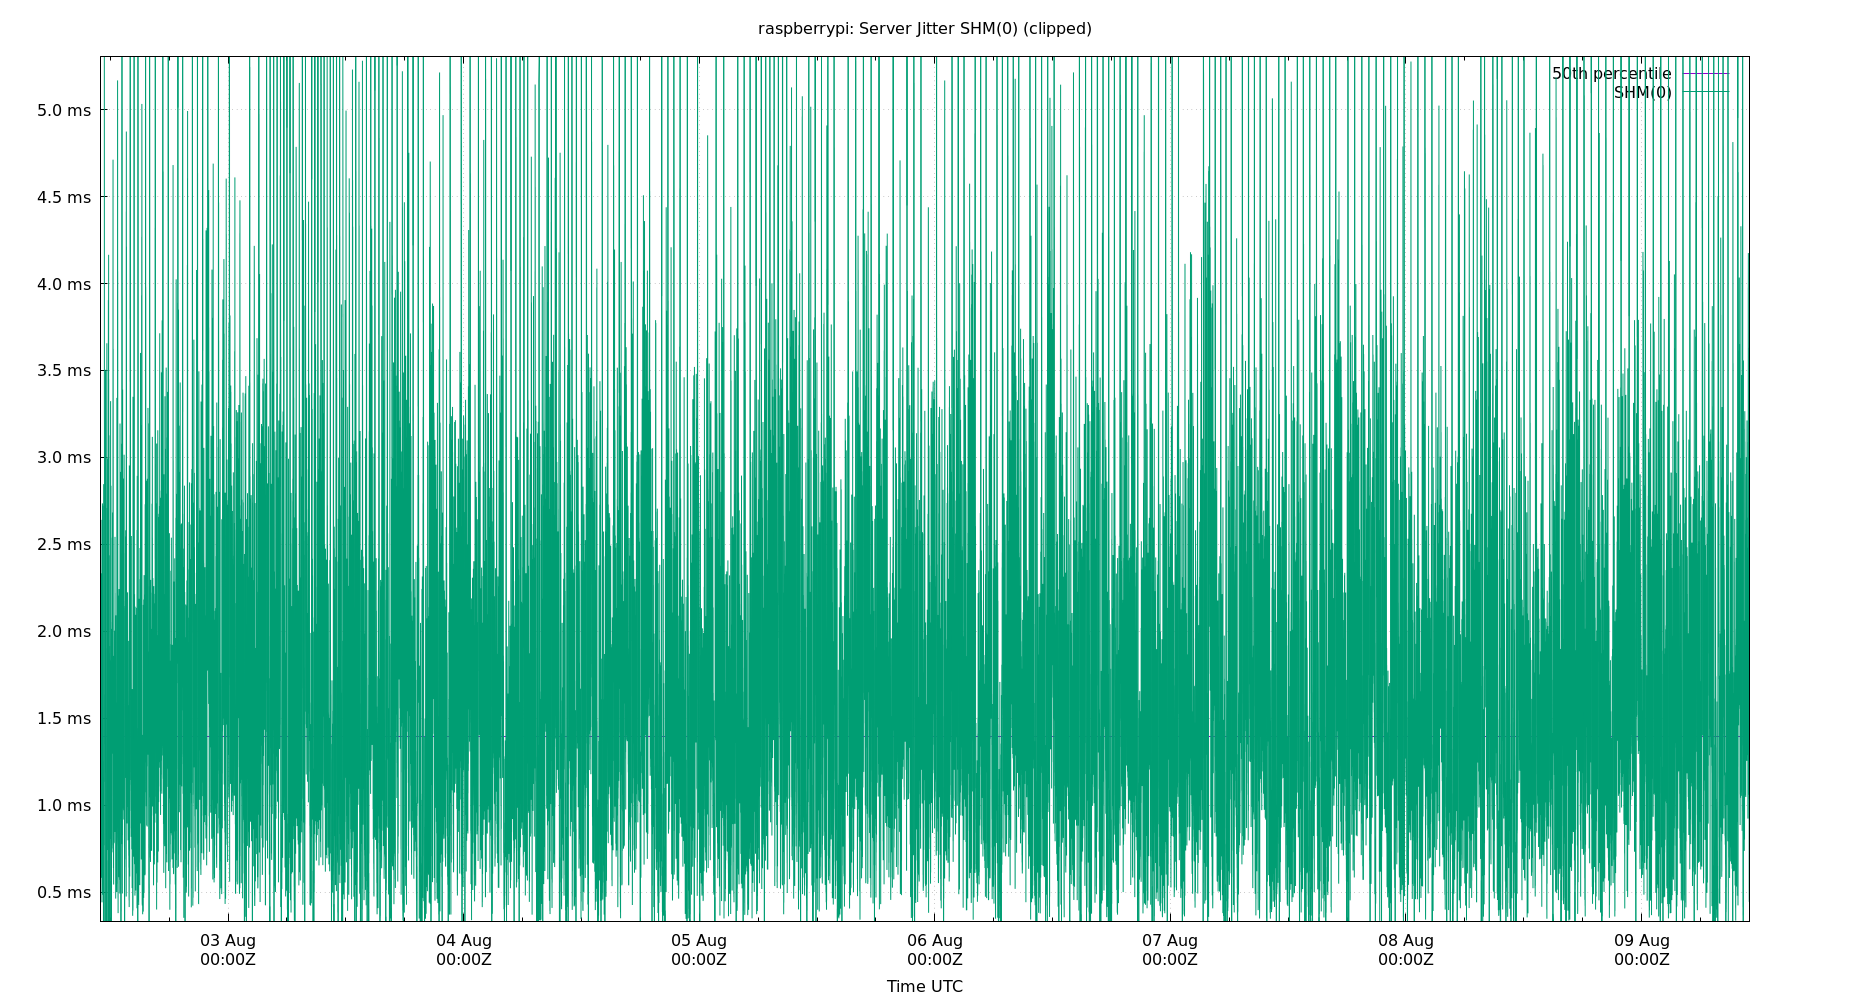 raspberrypi: Server Jitter SHM(0) (clipped)
50th percentile
SHM(0)
5.0 ms
4.5 ms
4.0 ms
3.5 ms
3.0 ms
2.5 ms
2.0 ms
1.5 ms
1.0 ms
0.5 ms
03 Aug 04 Aug 05 Aug 06 Aug 07 Aug 08 Aug 09 Aug
00:00Z 00:00Z 00:00Z 00:00Z 00:00Z 00:00Z 00:00Z
Time UTC